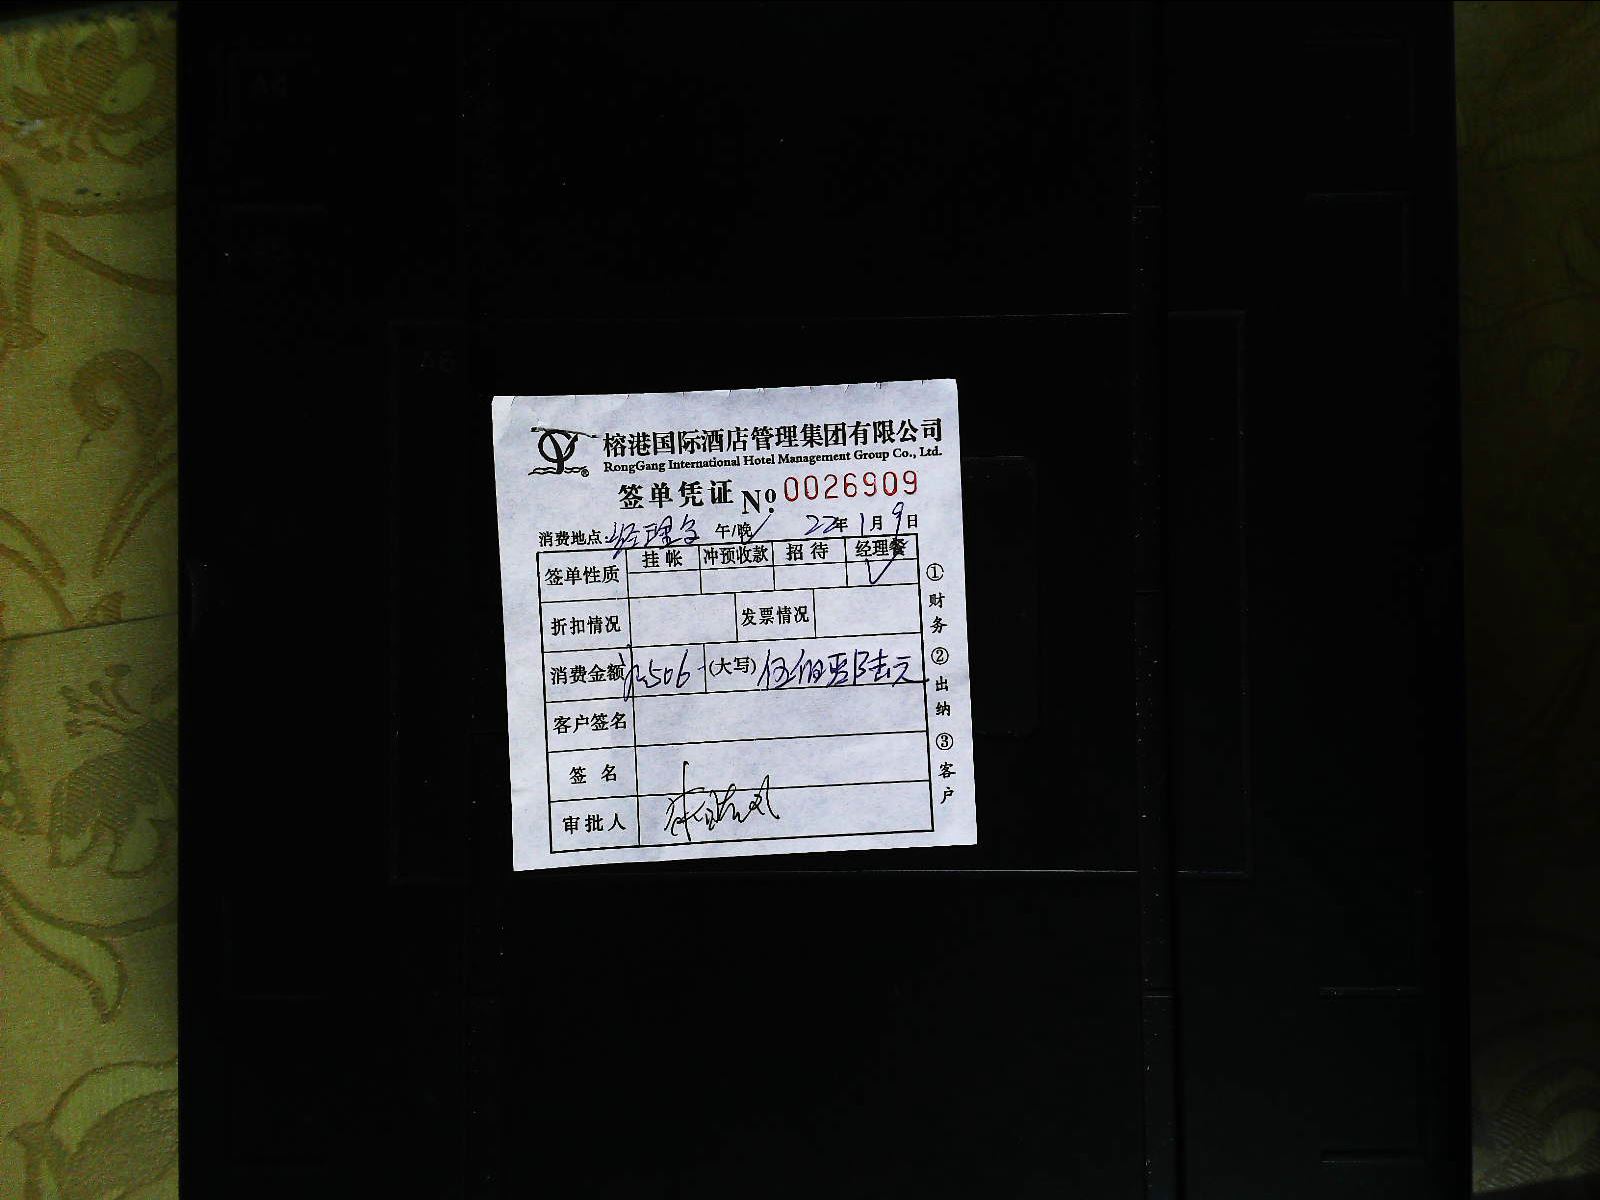 榕港国际酒店管理集团有限公司
RongGang International Hotel Management Group Co., Ltd.
签单凭证 Nº 0026909
消费地点:经理 午/晚✓ 22年1月9日
签单性质 挂帐 冲预收款 招待 经理餐 ✓
折扣情况 发票情况
消费金额 506 (大写) 伍佰零陆元
客户签名
签名
审批人
①财务 ②出纳 ③客户
A4
A6